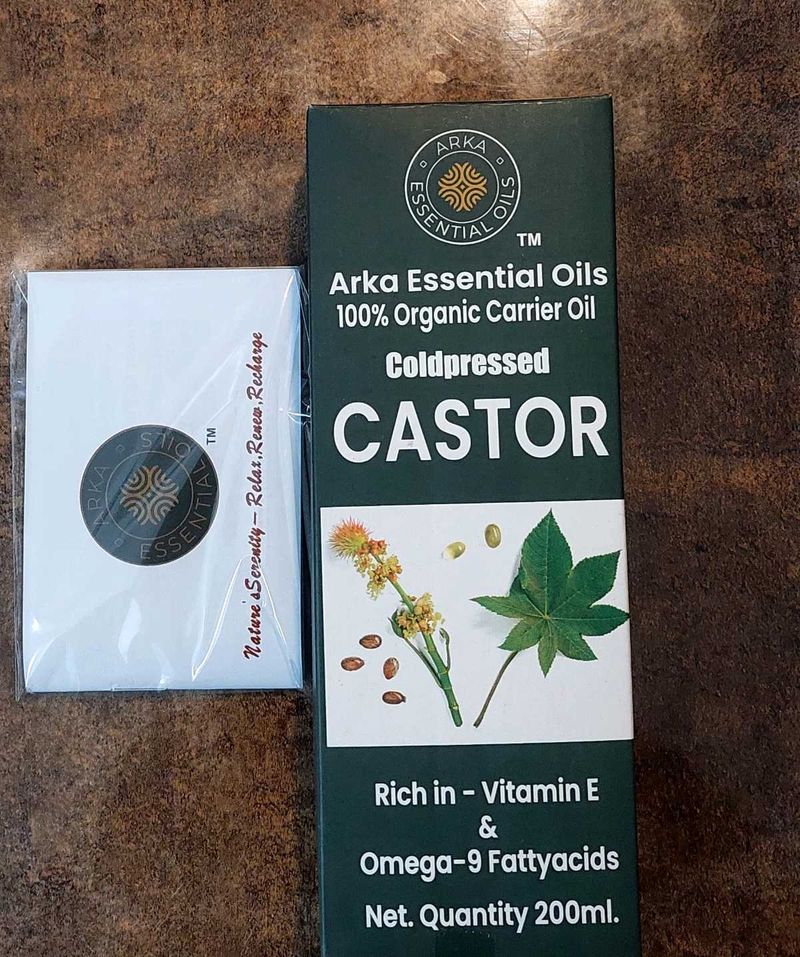 ARKA
ESSENTIAL OILS
TM
Nature'sSerenity—Relax,Renew,Recharge
ARKA
ESSENTIAL OILS
TM
Arka Essential Oils
100% Organic Carrier Oil
Coldpressed
CASTOR
Rich in - Vitamin E
&
Omega-9 Fattyacids
Net. Quantity 200ml.